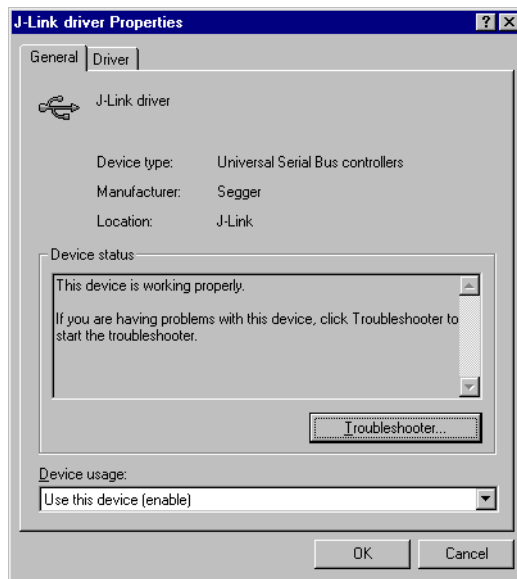 J-Link driver Properties
? X
General Driver
J-Link driver
Device type: Universal Serial Bus controllers
Manufacturer: Segger
Location: J-Link
Device status
This device is working properly.
If you are having problems with this device, click Troubleshooter to
start the troubleshooter.
Troubleshooter...
Device usage:
Use this device (enable)
OK Cancel